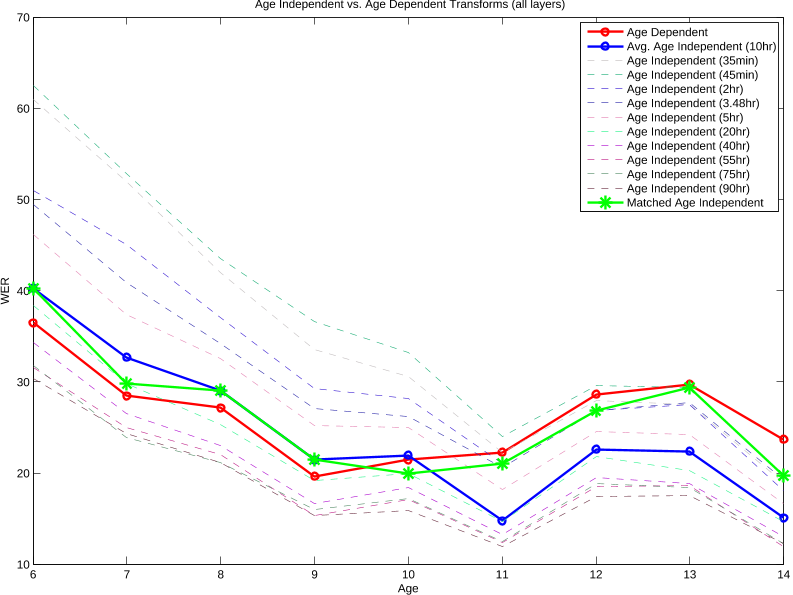 Age Independent vs. Age Dependent Transforms (all layers)
70
60
50
40
30
20
10
WER
6
7
8
9
10
11
12
13
14
Age
Age Dependent
Avg. Age Independent (10hr)
Age Independent (35min)
Age Independent (45min)
Age Independent (2hr)
Age Independent (3.48hr)
Age Independent (5hr)
Age Independent (20hr)
Age Independent (40hr)
Age Independent (55hr)
Age Independent (75hr)
Age Independent (90hr)
Matched Age Independent